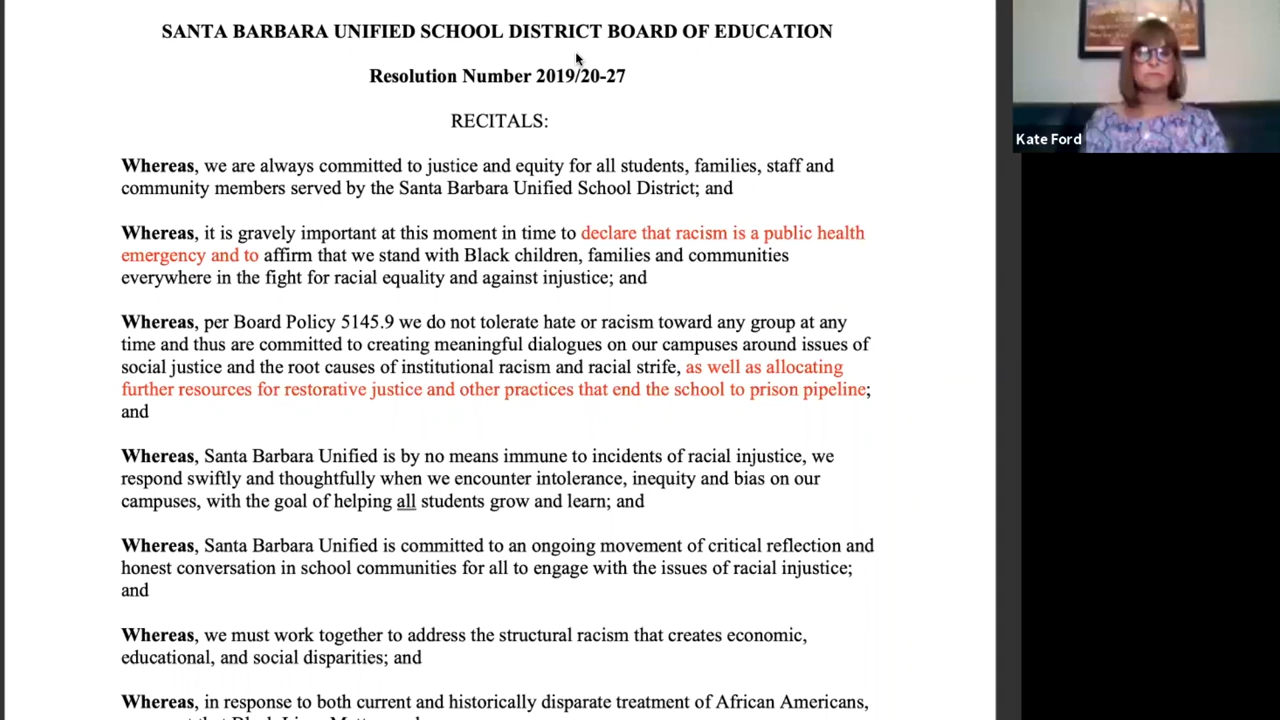 SANTA BARBARA UNIFIED SCHOOL DISTRICT BOARD OF EDUCATION
Resolution Number 2019/20-27
RECITALS:
Whereas, we are always committed to justice and equity for all students, families, staff and
community members served by the Santa Barbara Unified School District; and
Whereas, it is gravely important at this moment in time to declare that racism is a public health
emergency and to affirm that we stand with Black children, families and communities
everywhere in the fight for racial equality and against injustice; and
Whereas, per Board Policy 5145.9 we do not tolerate hate or racism toward any group at any
time and thus are committed to creating meaningful dialogues on our campuses around issues of
social justice and the root causes of institutional racism and racial strife, as well as allocating
further resources for restorative justice and other practices that end the school to prison pipeline;
and
Whereas, Santa Barbara Unified is by no means immune to incidents of racial injustice, we
respond swiftly and thoughtfully when we encounter intolerance, inequity and bias on our
campuses, with the goal of helping all students grow and learn; and
Whereas, Santa Barbara Unified is committed to an ongoing movement of critical reflection and
honest conversation in school communities for all to engage with the issues of racial injustice;
and
Whereas, we must work together to address the structural racism that creates economic,
educational, and social disparities; and
Whereas, in response to both current and historically disparate treatment of African Americans,
Kate Ford